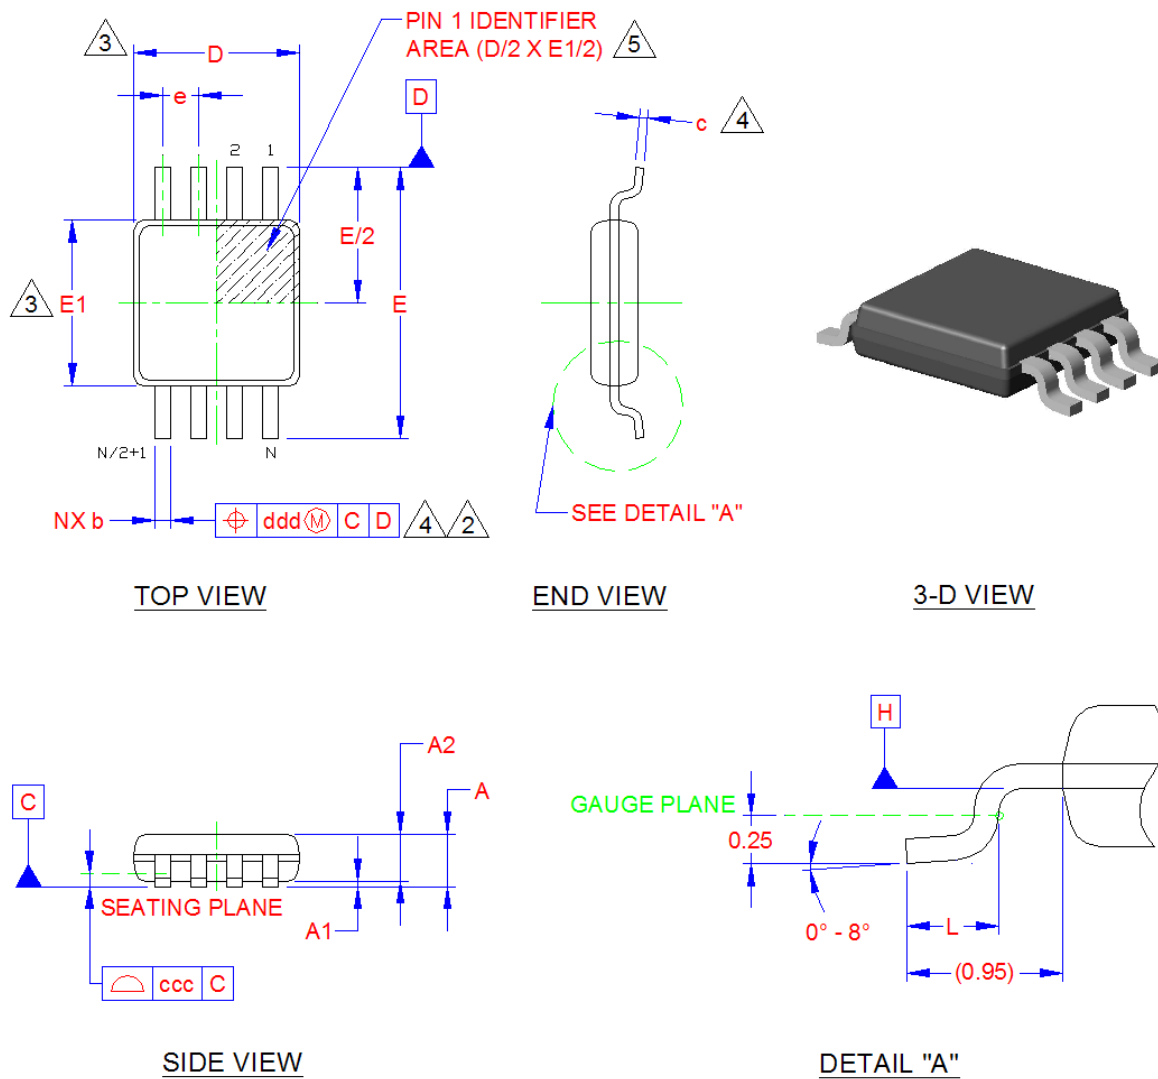 PIN 1 IDENTIFIER
AREA (D/2 X E1/2)
5
3
D
e
D
2
1
c
4
E/2
3
E1
E
N/2+1
N
NX b
ddd Ⓜ C D
4
2
SEE DETAIL "A"
TOP VIEW
END VIEW
3-D VIEW
A2
A
C
SEATING PLANE
A1
ccc C
H
GAUGE PLANE
0.25
0° - 8°
L
(0.95)
SIDE VIEW
DETAIL "A"